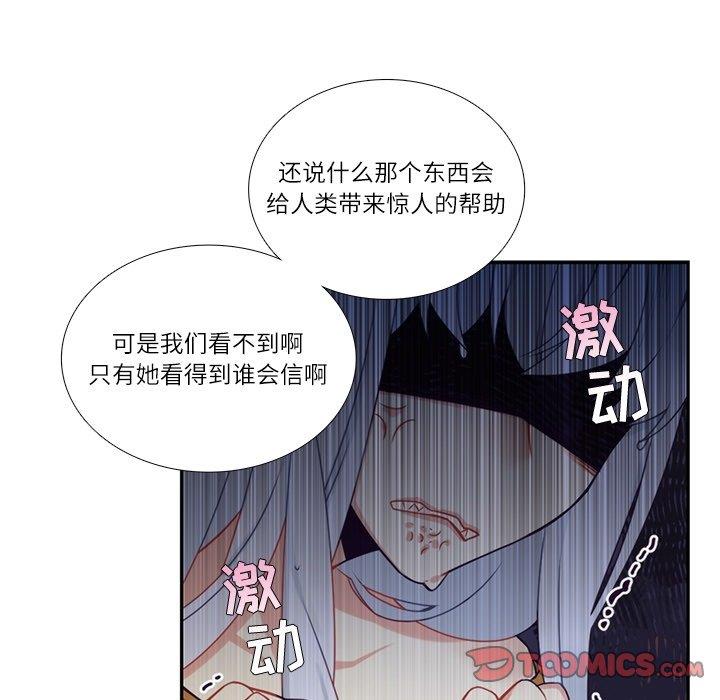 还说什么那个东西会
给人类带来惊人的帮助
可是我们看不到啊
只有她看得到谁会信啊
激
动
激
动
TOOMICS.COM